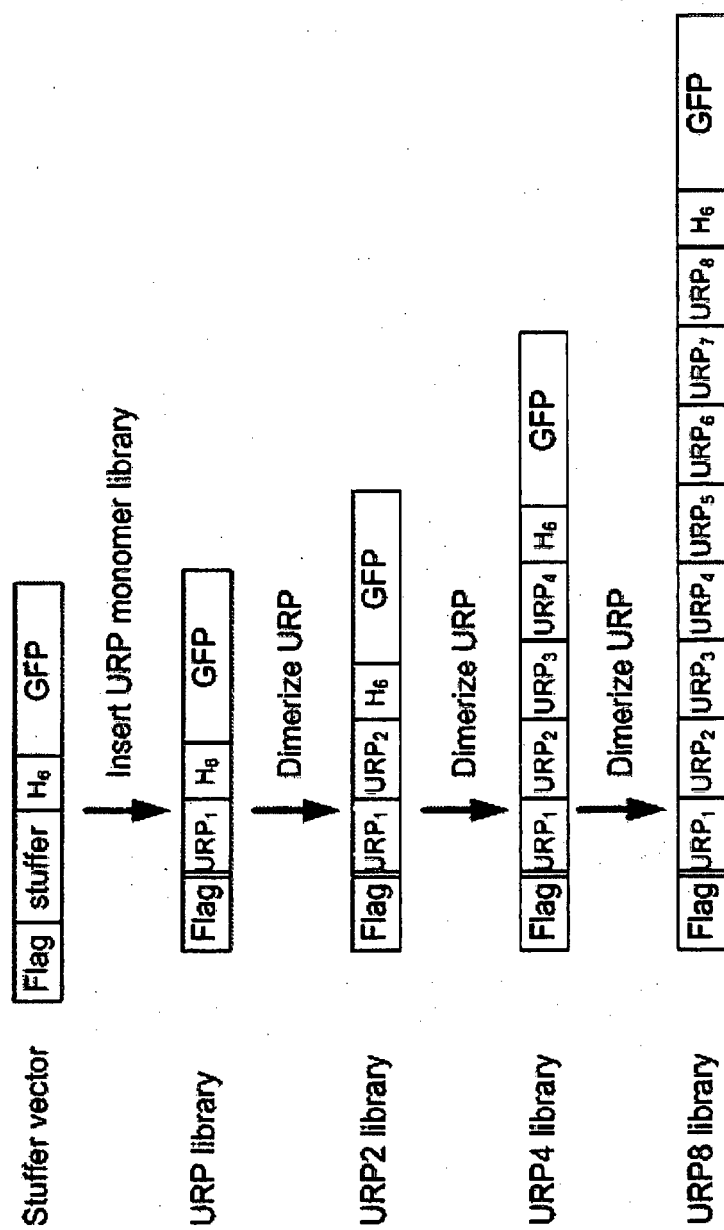 Stuffer vector
Flag stuffer H₆ GFP
Insert URP monomer library
URP library
Flag URP₁ H₆ GFP
Dimerize URP
URP2 library
Flag URP₁ URP₂ H₆ GFP
Dimerize URP
URP4 library
Flag URP₁ URP₂ URP₃ URP₄ H₆ GFP
Dimerize URP
URP8 library
Flag URP₁ URP₂ URP₃ URP₄ URP₅ URP₆ URP₇ URP₈ H₆ GFP